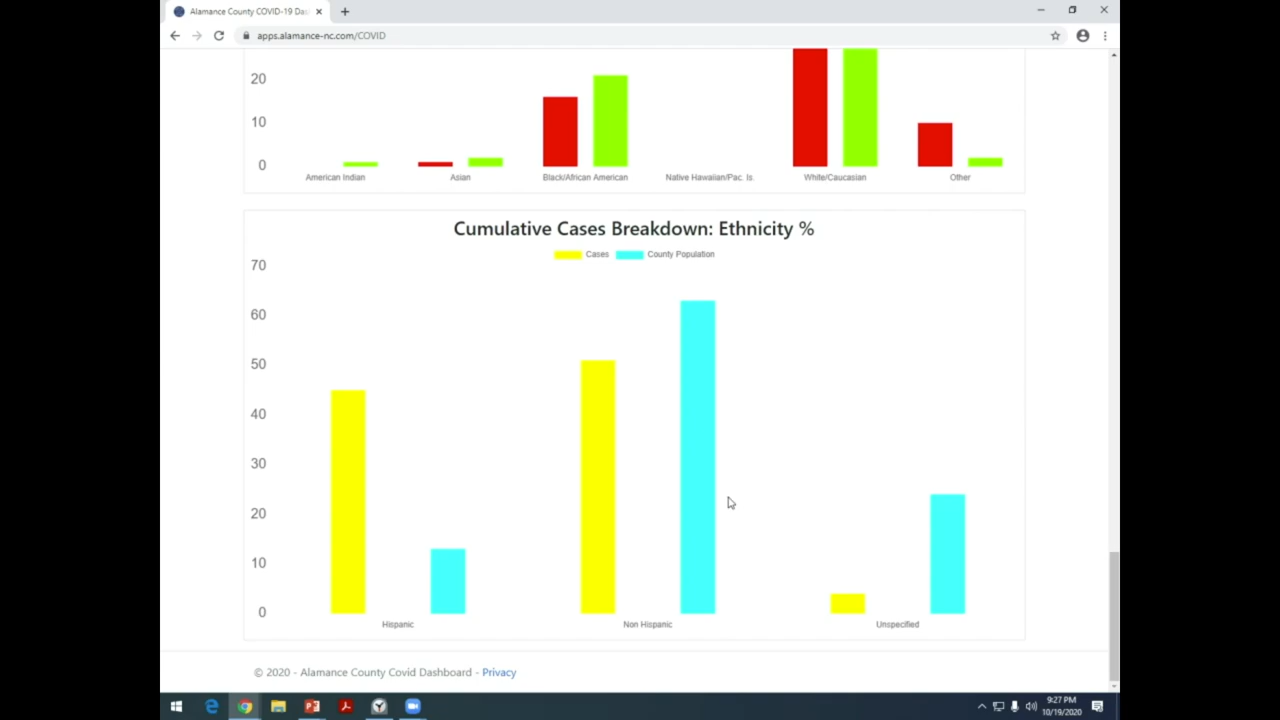 Alamance County COVID-19 Da
apps.alamance-nc.com/COVID
20
10
0
American Indian
Asian
Black/African American
Native Hawaiian/Pac. Is.
White/Caucasian
Other
Cumulative Cases Breakdown: Ethnicity %
Cases
County Population
70
60
50
40
30
20
10
0
Hispanic
Non Hispanic
Unspecified
© 2020 - Alamance County Covid Dashboard - Privacy
9:27 PM
10/19/2020